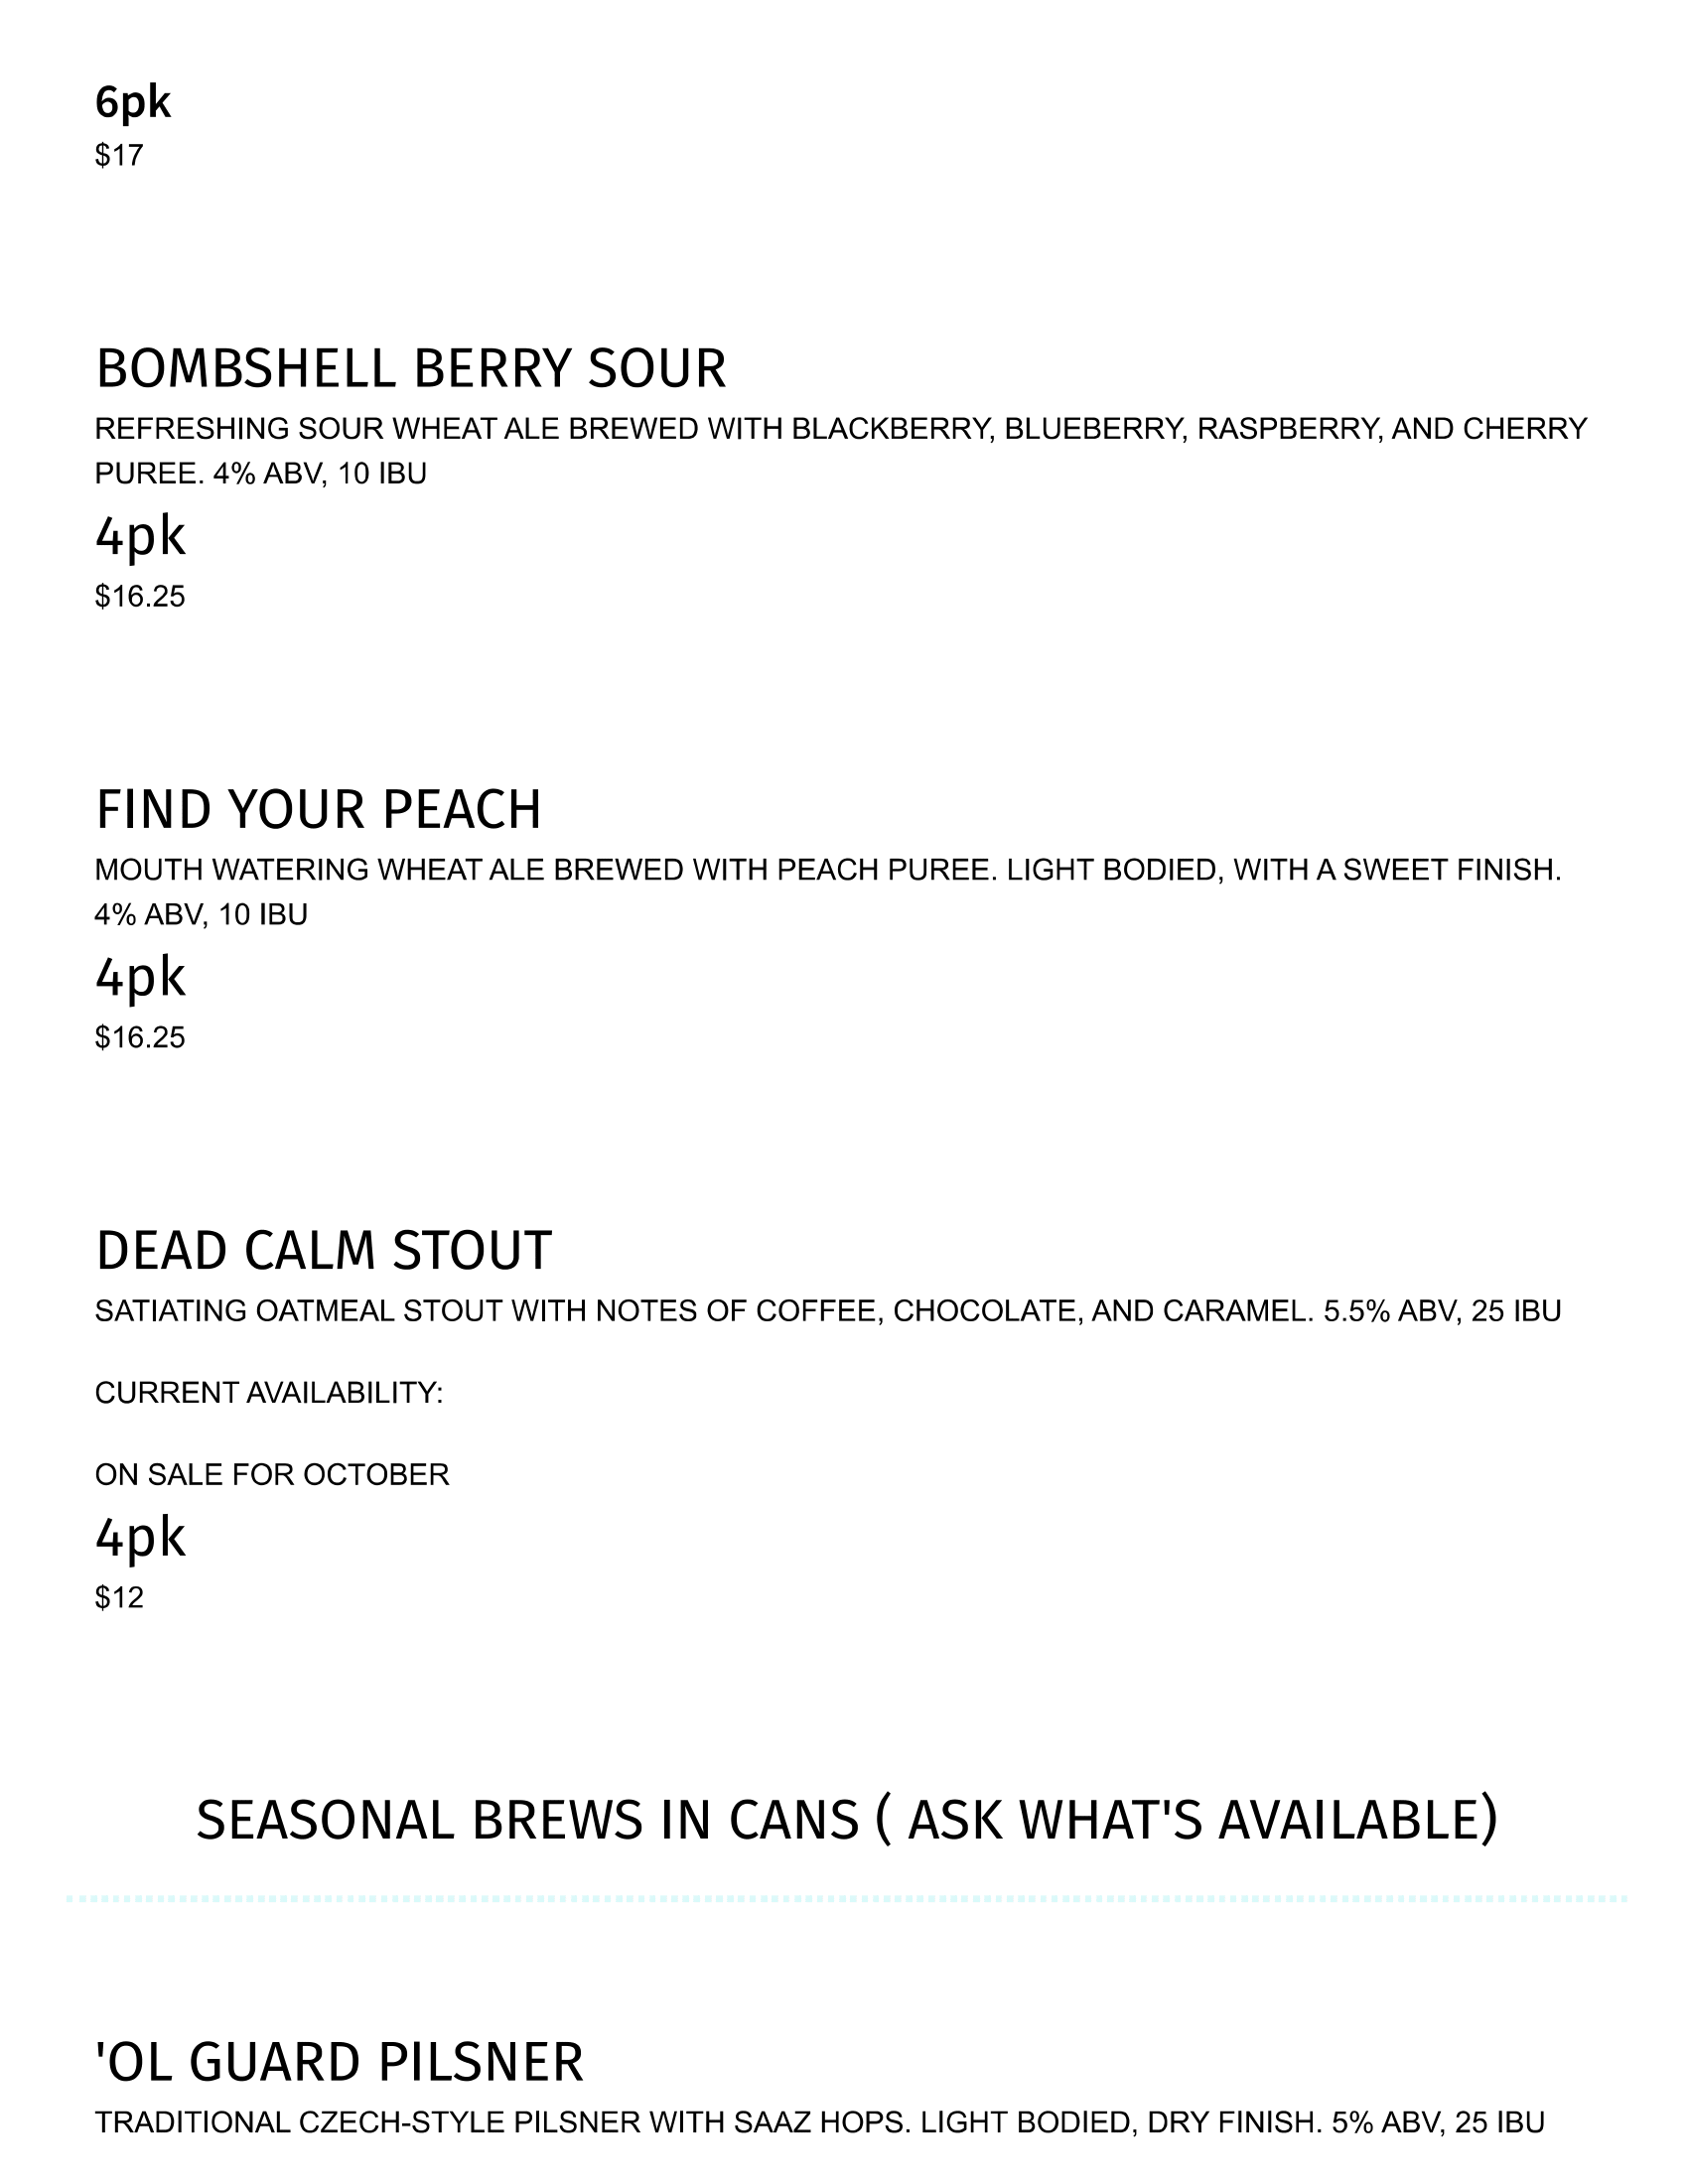 6pk
$17
BOMBSHELL BERRY SOUR
REFRESHING SOUR WHEAT ALE BREWED WITH BLACKBERRY, BLUEBERRY, RASPBERRY, AND CHERRY
PUREE. 4% ABV, 10 IBU
4pk
$16.25
FIND YOUR PEACH
MOUTH WATERING WHEAT ALE BREWED WITH PEACH PUREE. LIGHT BODIED, WITH A SWEET FINISH.
4% ABV, 10 IBU
4pk
$16.25
DEAD CALM STOUT
SATIATING OATMEAL STOUT WITH NOTES OF COFFEE, CHOCOLATE, AND CARAMEL. 5.5% ABV, 25 IBU
CURRENT AVAILABILITY:
ON SALE FOR OCTOBER
4pk
$12
SEASONAL BREWS IN CANS ( ASK WHAT'S AVAILABLE)
'OL GUARD PILSNER
TRADITIONAL CZECH-STYLE PILSNER WITH SAAZ HOPS. LIGHT BODIED, DRY FINISH. 5% ABV, 25 IBU